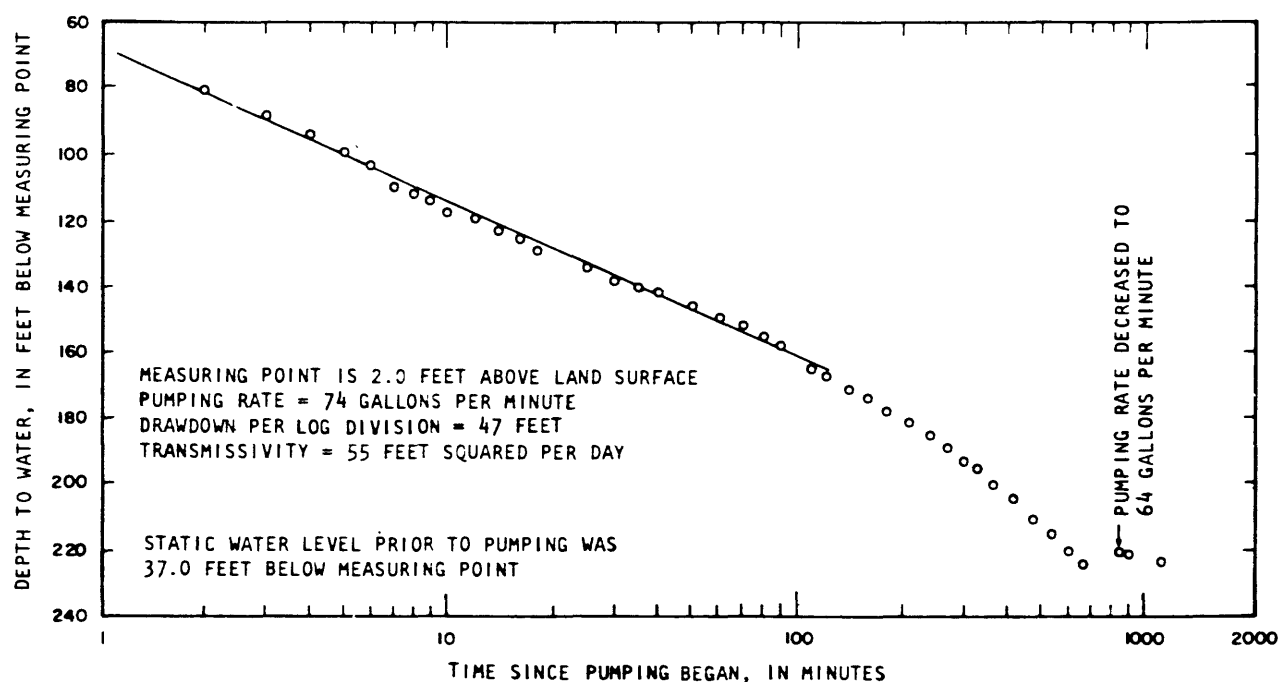 DEPTH TO WATER, IN FEET BELOW MEASURING POINT
60
80
100
120
140
160
180
200
220
240
MEASURING POINT IS 2.0 FEET ABOVE LAND SURFACE
PUMPING RATE = 74 GALLONS PER MINUTE
DRAWDOWN PER LOG DIVISION = 47 FEET
TRANSMISSIVITY = 55 FEET SQUARED PER DAY
STATIC WATER LEVEL PRIOR TO PUMPING WAS
37.0 FEET BELOW MEASURING POINT
PUMPING RATE DECREASED TO
64 GALLONS PER MINUTE
1 10 100 1000 2000
TIME SINCE PUMPING BEGAN, IN MINUTES